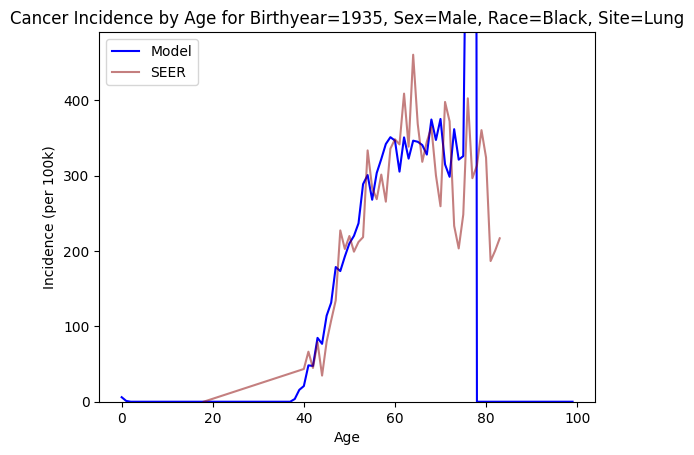 Cancer Incidence by Age for Birthyear=1935, Sex=Male, Race=Black, Site=Lung
Model
SEER
400
300
200
100
0
Incidence (per 100k)
0 20 40 60 80 100
Age